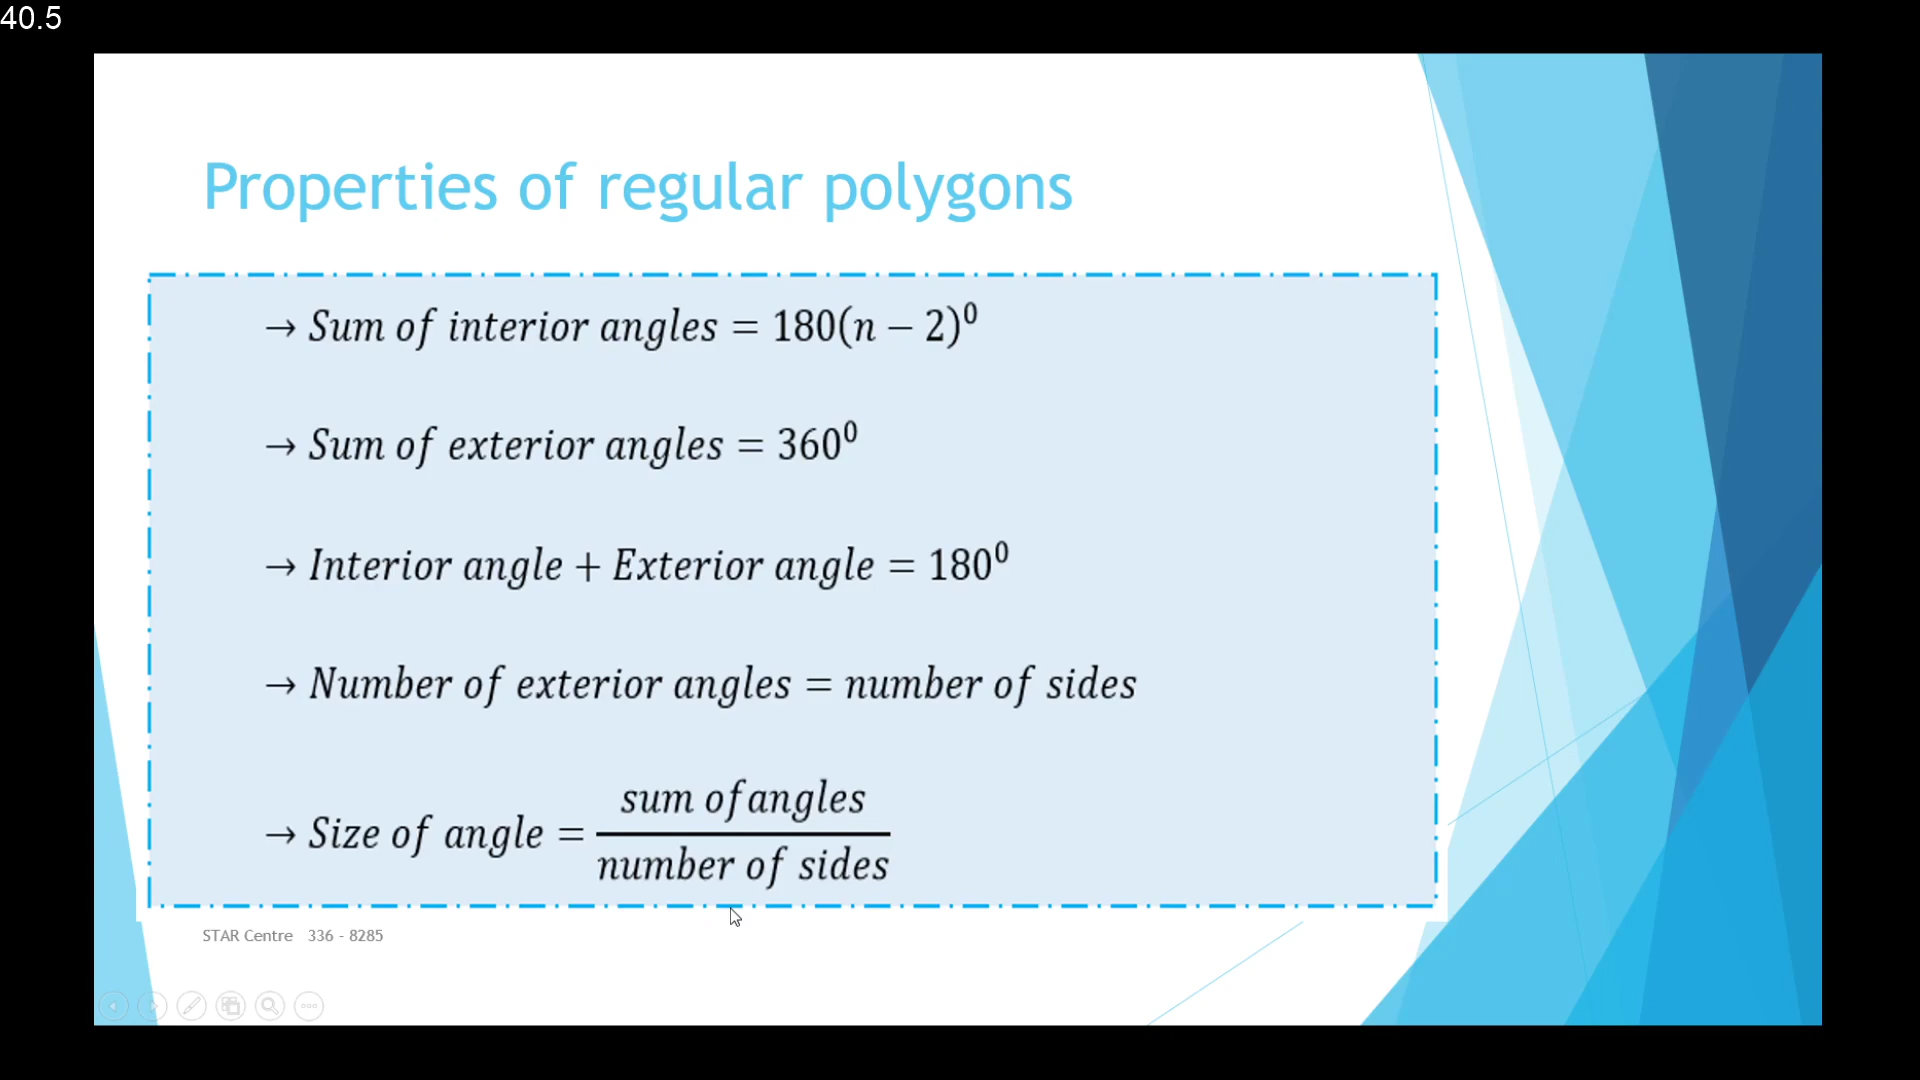 40.5
Properties of regular polygons
→ Sum of interior angles = 180(n − 2)⁰
→ Sum of exterior angles = 360⁰
→ Interior angle + Exterior angle = 180⁰
→ Number of exterior angles = number of sides
→ Size of angle = sum ofangles / number of sides
STAR Centre 336 - 8285